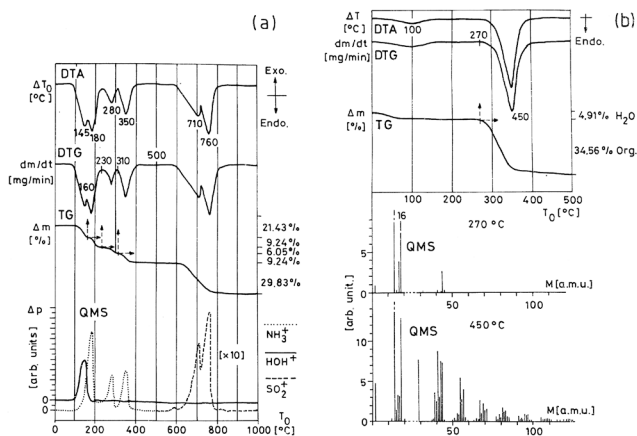 (a)
ΔT₀
[°C]
DTA
Exo.
Endo.
145
180
280
350
710
760
dm/dt
[mg/min]
DTG
160
230
310
500
Δm
[%]
TG
21.43%
9.24%
6.05%
9.24%
29,83%
Δp
[arb. units]
QMS
[×10]
NH₃⁺
HOH⁺
SO₂⁺
0
0
0 200 400 600 800 1000
T₀
[°C]
(b)
ΔT
[°C]
DTA
100
270
Endo.
dm/dt
[mg/min]
DTG
450
Δm
[%]
TG
4,91% H₂O
34,56% Org.
0 100 200 300 400 500
T₀ [°C]
16
270 °C
QMS
5
0
M [a.m.u.]
50 100
[arb. unit.]
450 °C
QMS
10
5
0
M [a.m.u.]
50 100